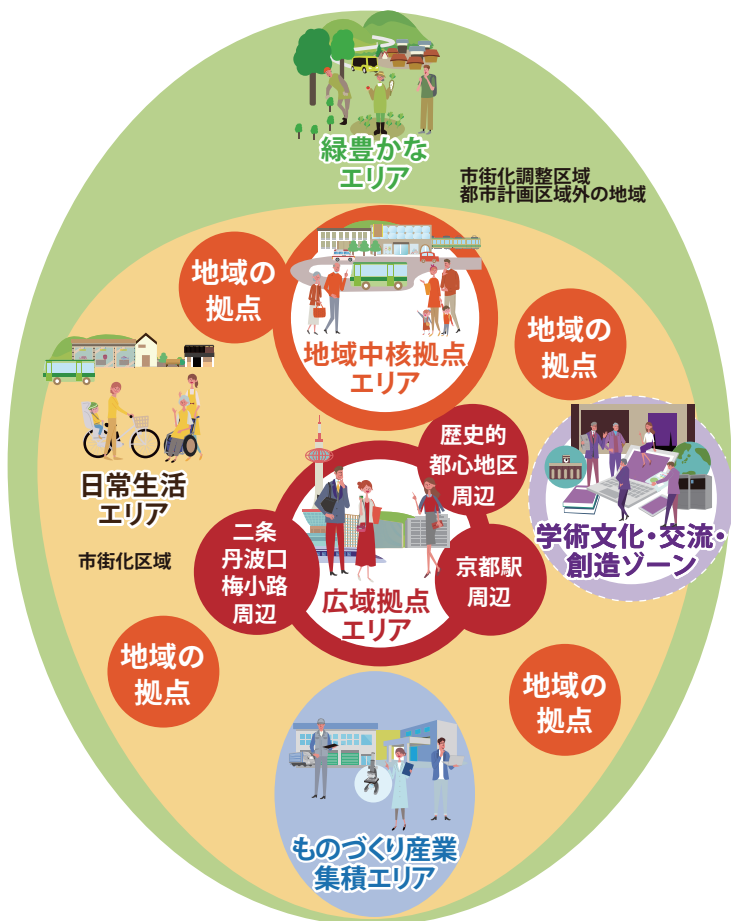 緑豊かな
エリア
市街化調整区域
都市計画区域外の地域
地域の
拠点
地域中核拠点
エリア
地域の
拠点
歴史的
都心地区
周辺
日常生活
エリア
市街化区域
学術文化・交流・
創造ゾーン
二条
丹波口
梅小路
周辺
京都駅
周辺
広域拠点
エリア
地域の
拠点
地域の
拠点
ものづくり産業
集積エリア